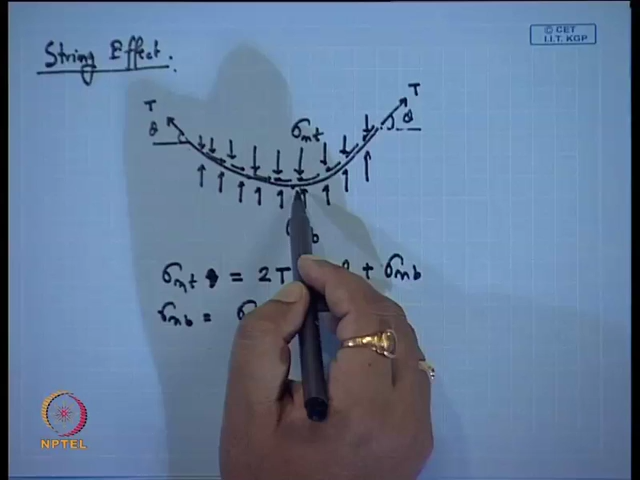 © CET
I.I.T. KGP
String Effect.
T T
θ σnt θ
b
σnt = 2T + σnb
σnb =
NPTEL